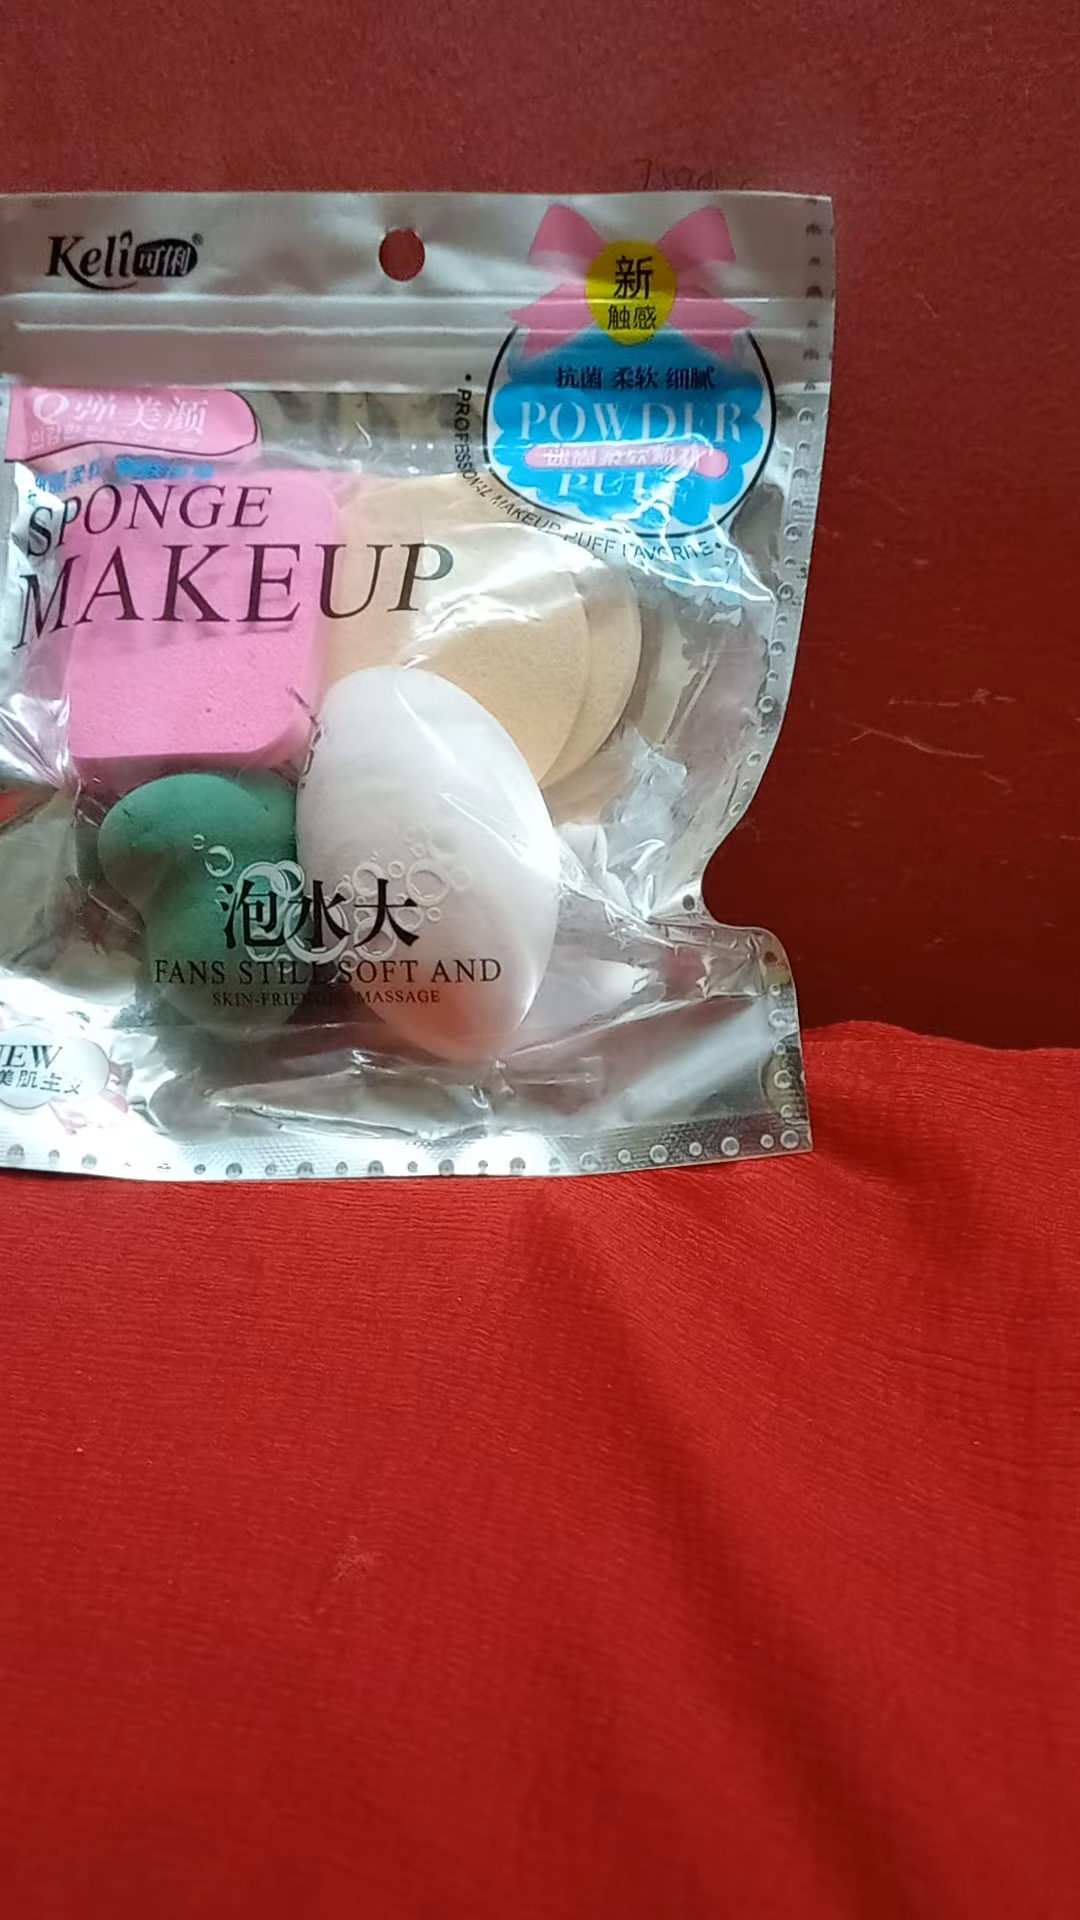 Keli可俐®
新
触感
抗菌 柔软 细腻
POWDER
PUFF
• PROFESSIONAL MAKEUP PUFF FAVORITE •
Q弹美颜
SPONGE
MAKEUP
泡水大
FANS STILL SOFT AND
SKIN-FRIENDLY MASSAGE
NEW
美肌主义